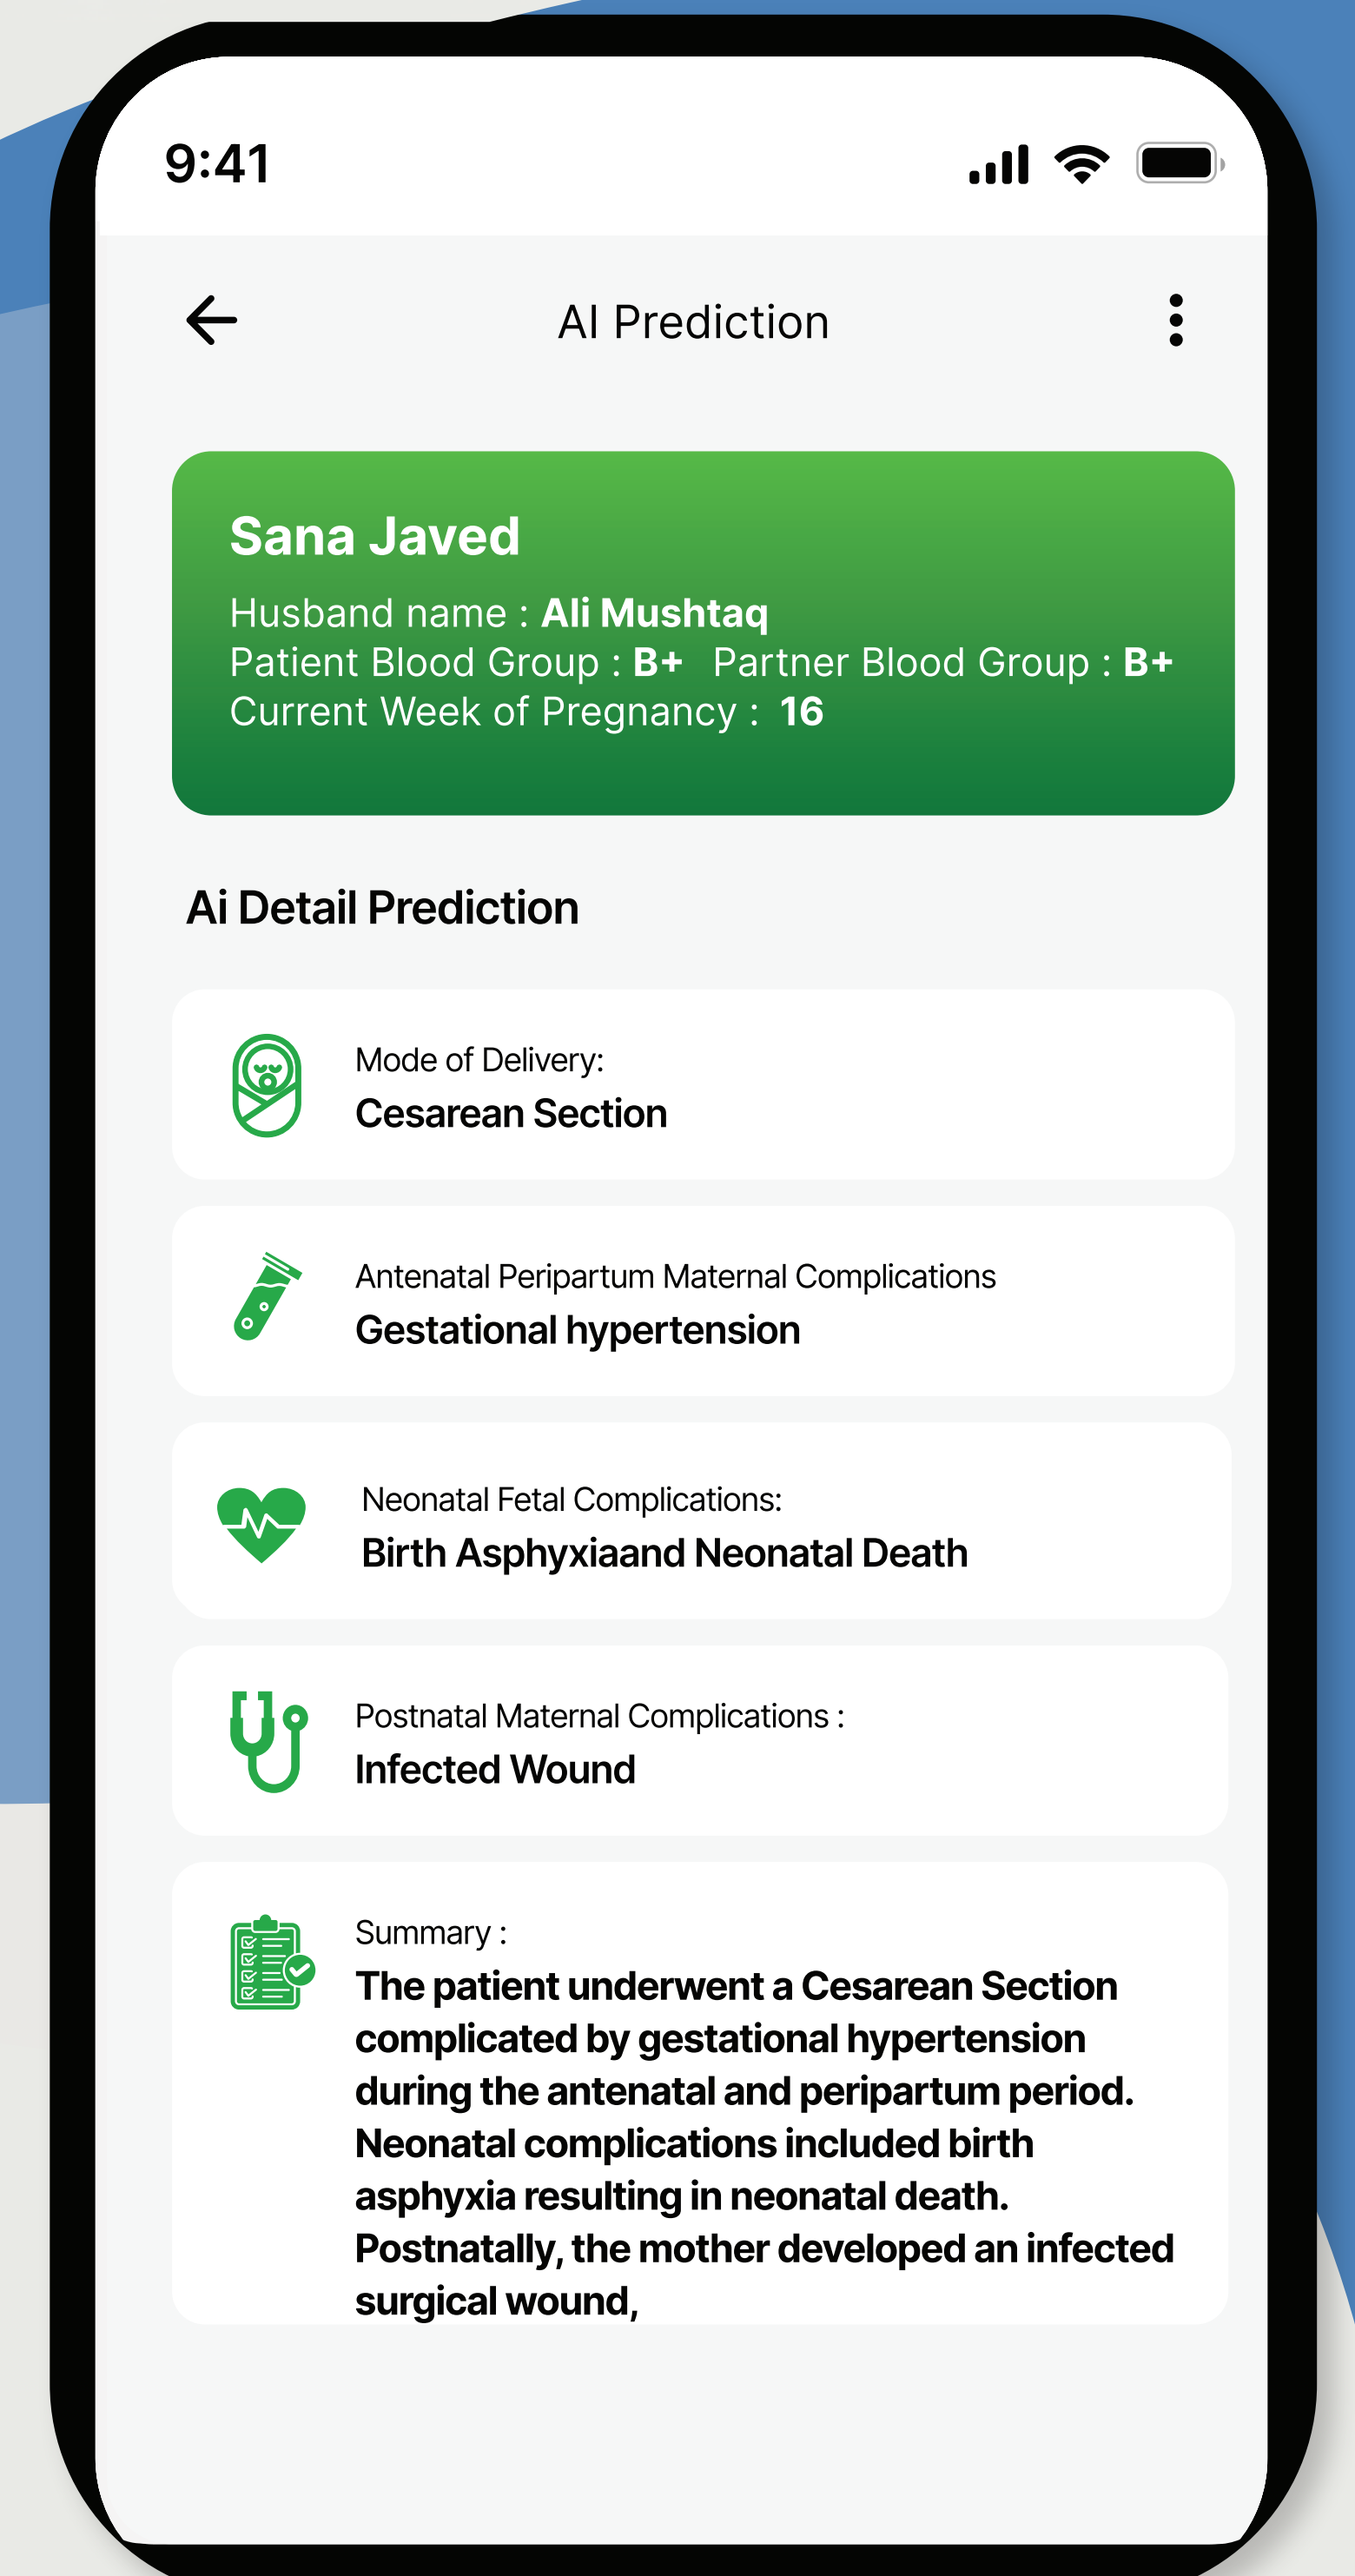 9:41
AI Prediction
Sana Javed
Husband name : Ali Mushtaq
Patient Blood Group : B+ Partner Blood Group : B+
Current Week of Pregnancy : 16
Ai Detail Prediction
Mode of Delivery:
Cesarean Section
Antenatal Peripartum Maternal Complications
Gestational hypertension
Neonatal Fetal Complications:
Birth Asphyxiaand Neonatal Death
Postnatal Maternal Complications :
Infected Wound
Summary :
The patient underwent a Cesarean Section
complicated by gestational hypertension
during the antenatal and peripartum period.
Neonatal complications included birth
asphyxia resulting in neonatal death.
Postnatally, the mother developed an infected
surgical wound,